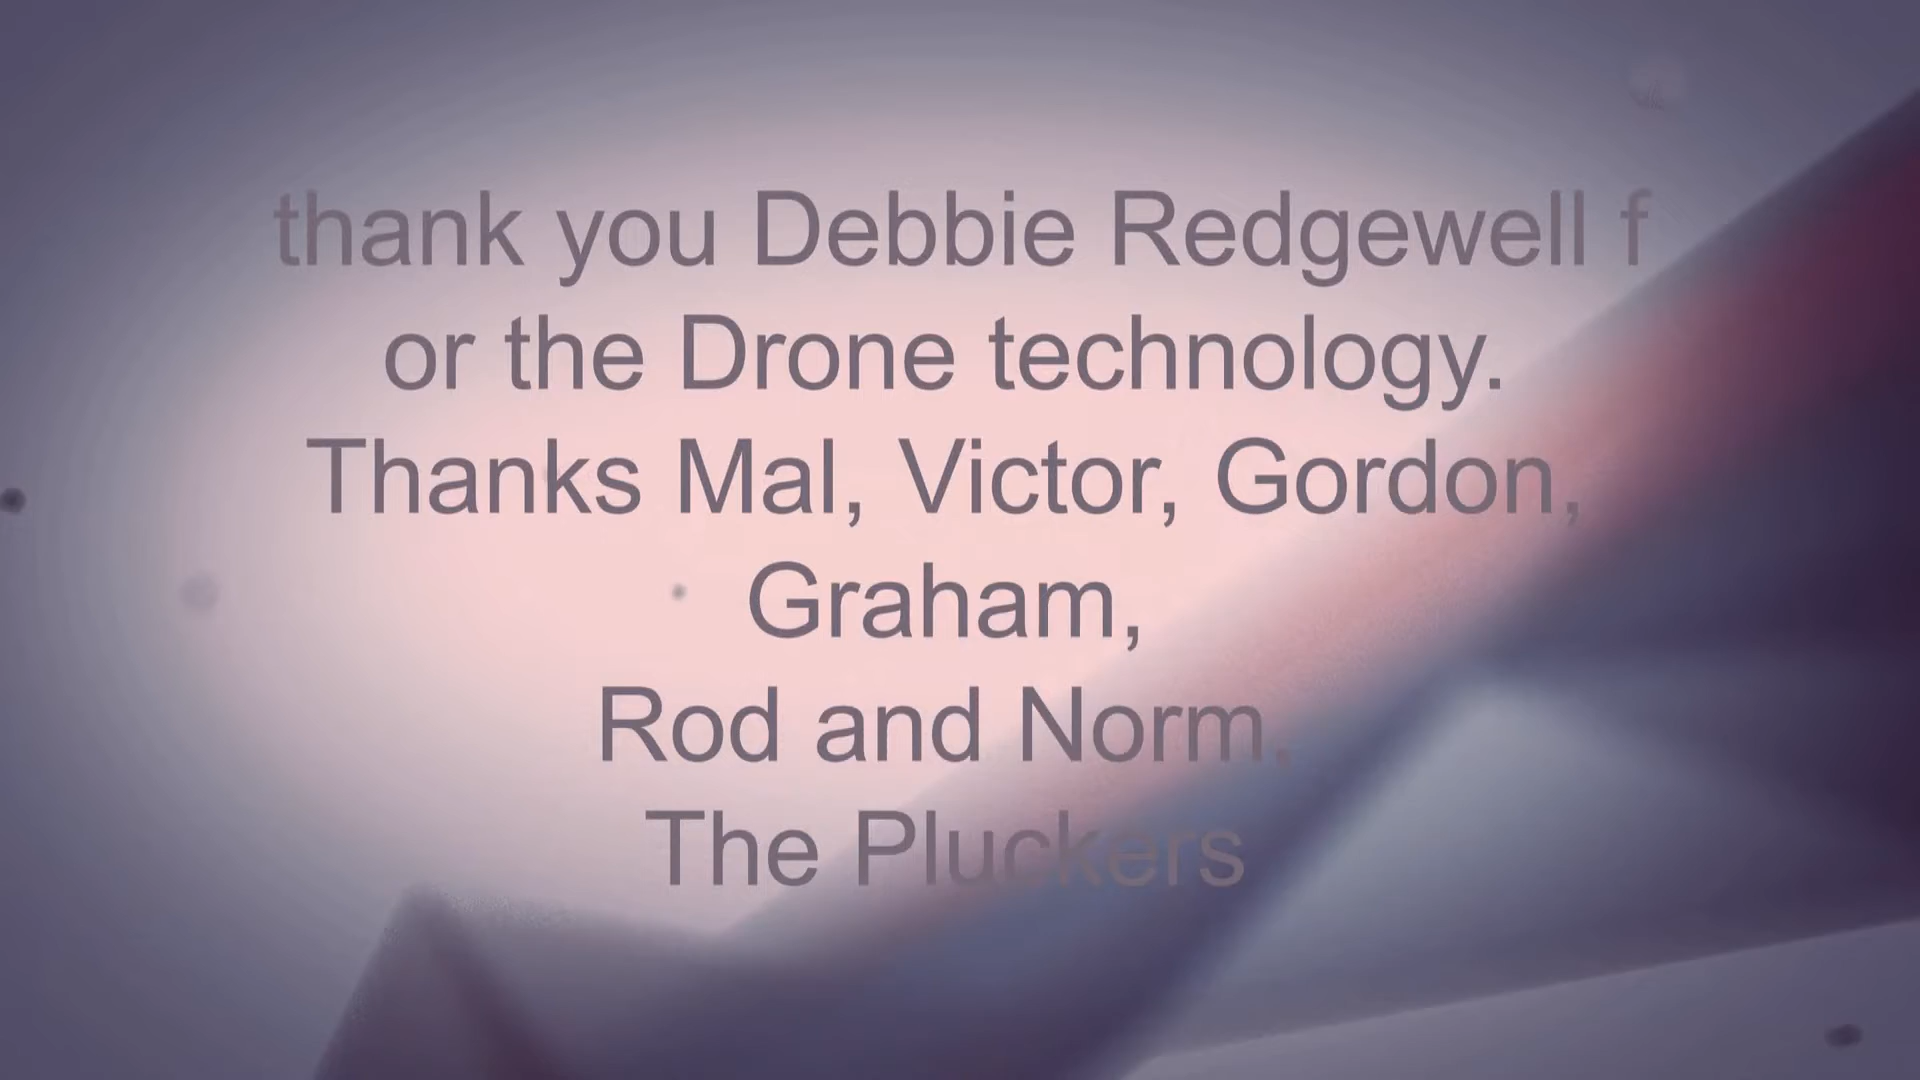 thank you Debbie Redgewell f
or the Drone technology.
Thanks Mal, Victor, Gordon,
Graham,
Rod and Norm.
The Pluckers